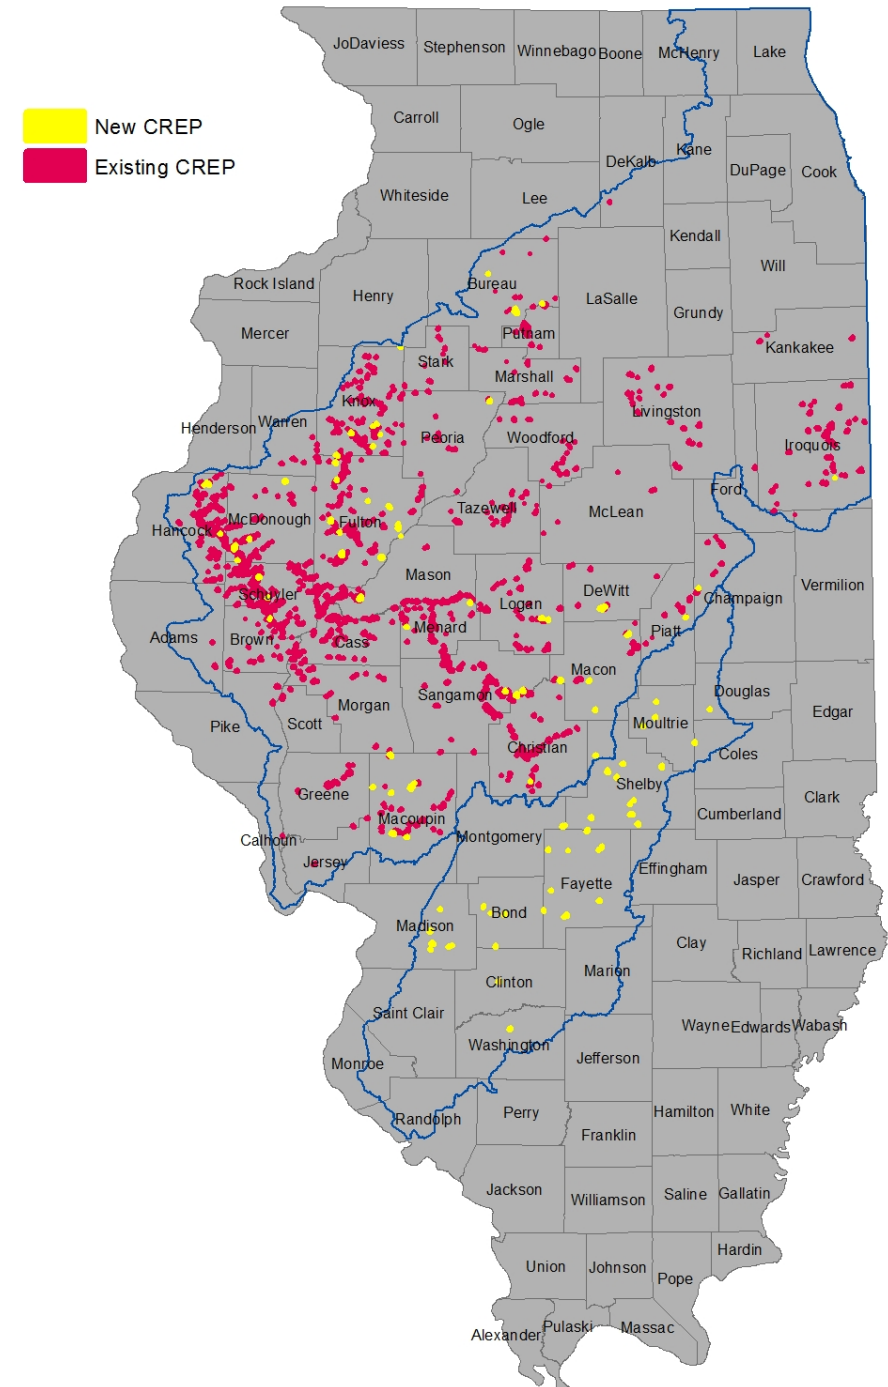 JoDaviess
Stephenson
Winnebago
Boone
McHenry
Lake
New CREP
Existing CREP
Carroll
Ogle
DeKalb
Kane
DuPage
Cook
Whiteside
Lee
Kendall
Will
Rock Island
Henry
Bureau
LaSalle
Grundy
Mercer
Putnam
Kankakee
Stark
Marshall
Knox
Livingston
Henderson
Warren
Peoria
Woodford
Iroquois
Ford
Hancock
McDonough
Fulton
Tazewell
McLean
Mason
Schuyler
Logan
DeWitt
Champaign
Vermilion
Adams
Brown
Cass
Menard
Piatt
Macon
Douglas
Sangamon
Morgan
Pike
Scott
Moultrie
Edgar
Christian
Coles
Shelby
Greene
Clark
Macoupin
Cumberland
Calhoun
Montgomery
Jersey
Effingham
Fayette
Jasper
Crawford
Madison
Bond
Clay
Richland
Lawrence
Clinton
Marion
Saint Clair
Wayne
Edwards
Wabash
Washington
Monroe
Jefferson
Randolph
Perry
Hamilton
White
Franklin
Jackson
Williamson
Saline
Gallatin
Hardin
Union
Johnson
Pope
Alexander
Pulaski
Massac